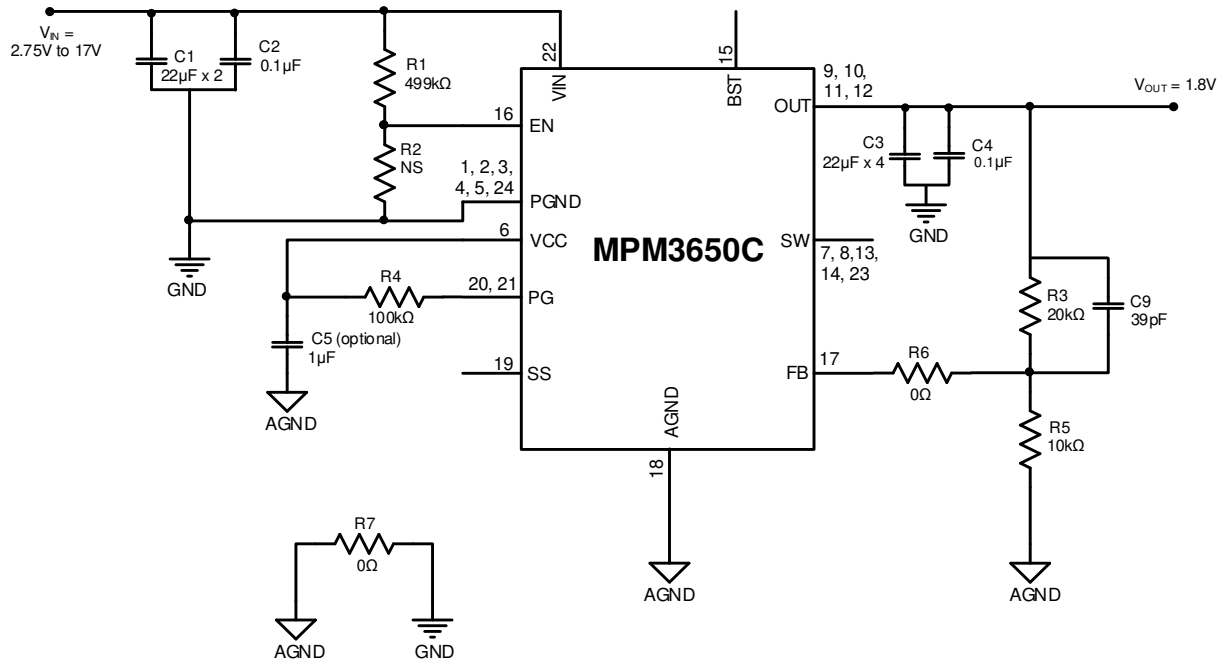 V_IN =
2.75V to 17V
C1
22µF x 2
C2
0.1µF
R1
499kΩ
22
VIN
15
BST
9, 10,
11, 12
OUT
V_OUT = 1.8V
16
EN
R2
NS
C3
22µF x 4
C4
0.1µF
GND
1, 2, 3,
4, 5, 24
PGND
6
VCC
MPM3650C
SW
7, 8,13,
14, 23
GND
R4
100kΩ
20, 21
PG
R3
20kΩ
C9
39pF
C5 (optional)
1µF
19
SS
17
FB
R6
0Ω
AGND
AGND
18
R5
10kΩ
R7
0Ω
AGND
AGND
AGND
GND